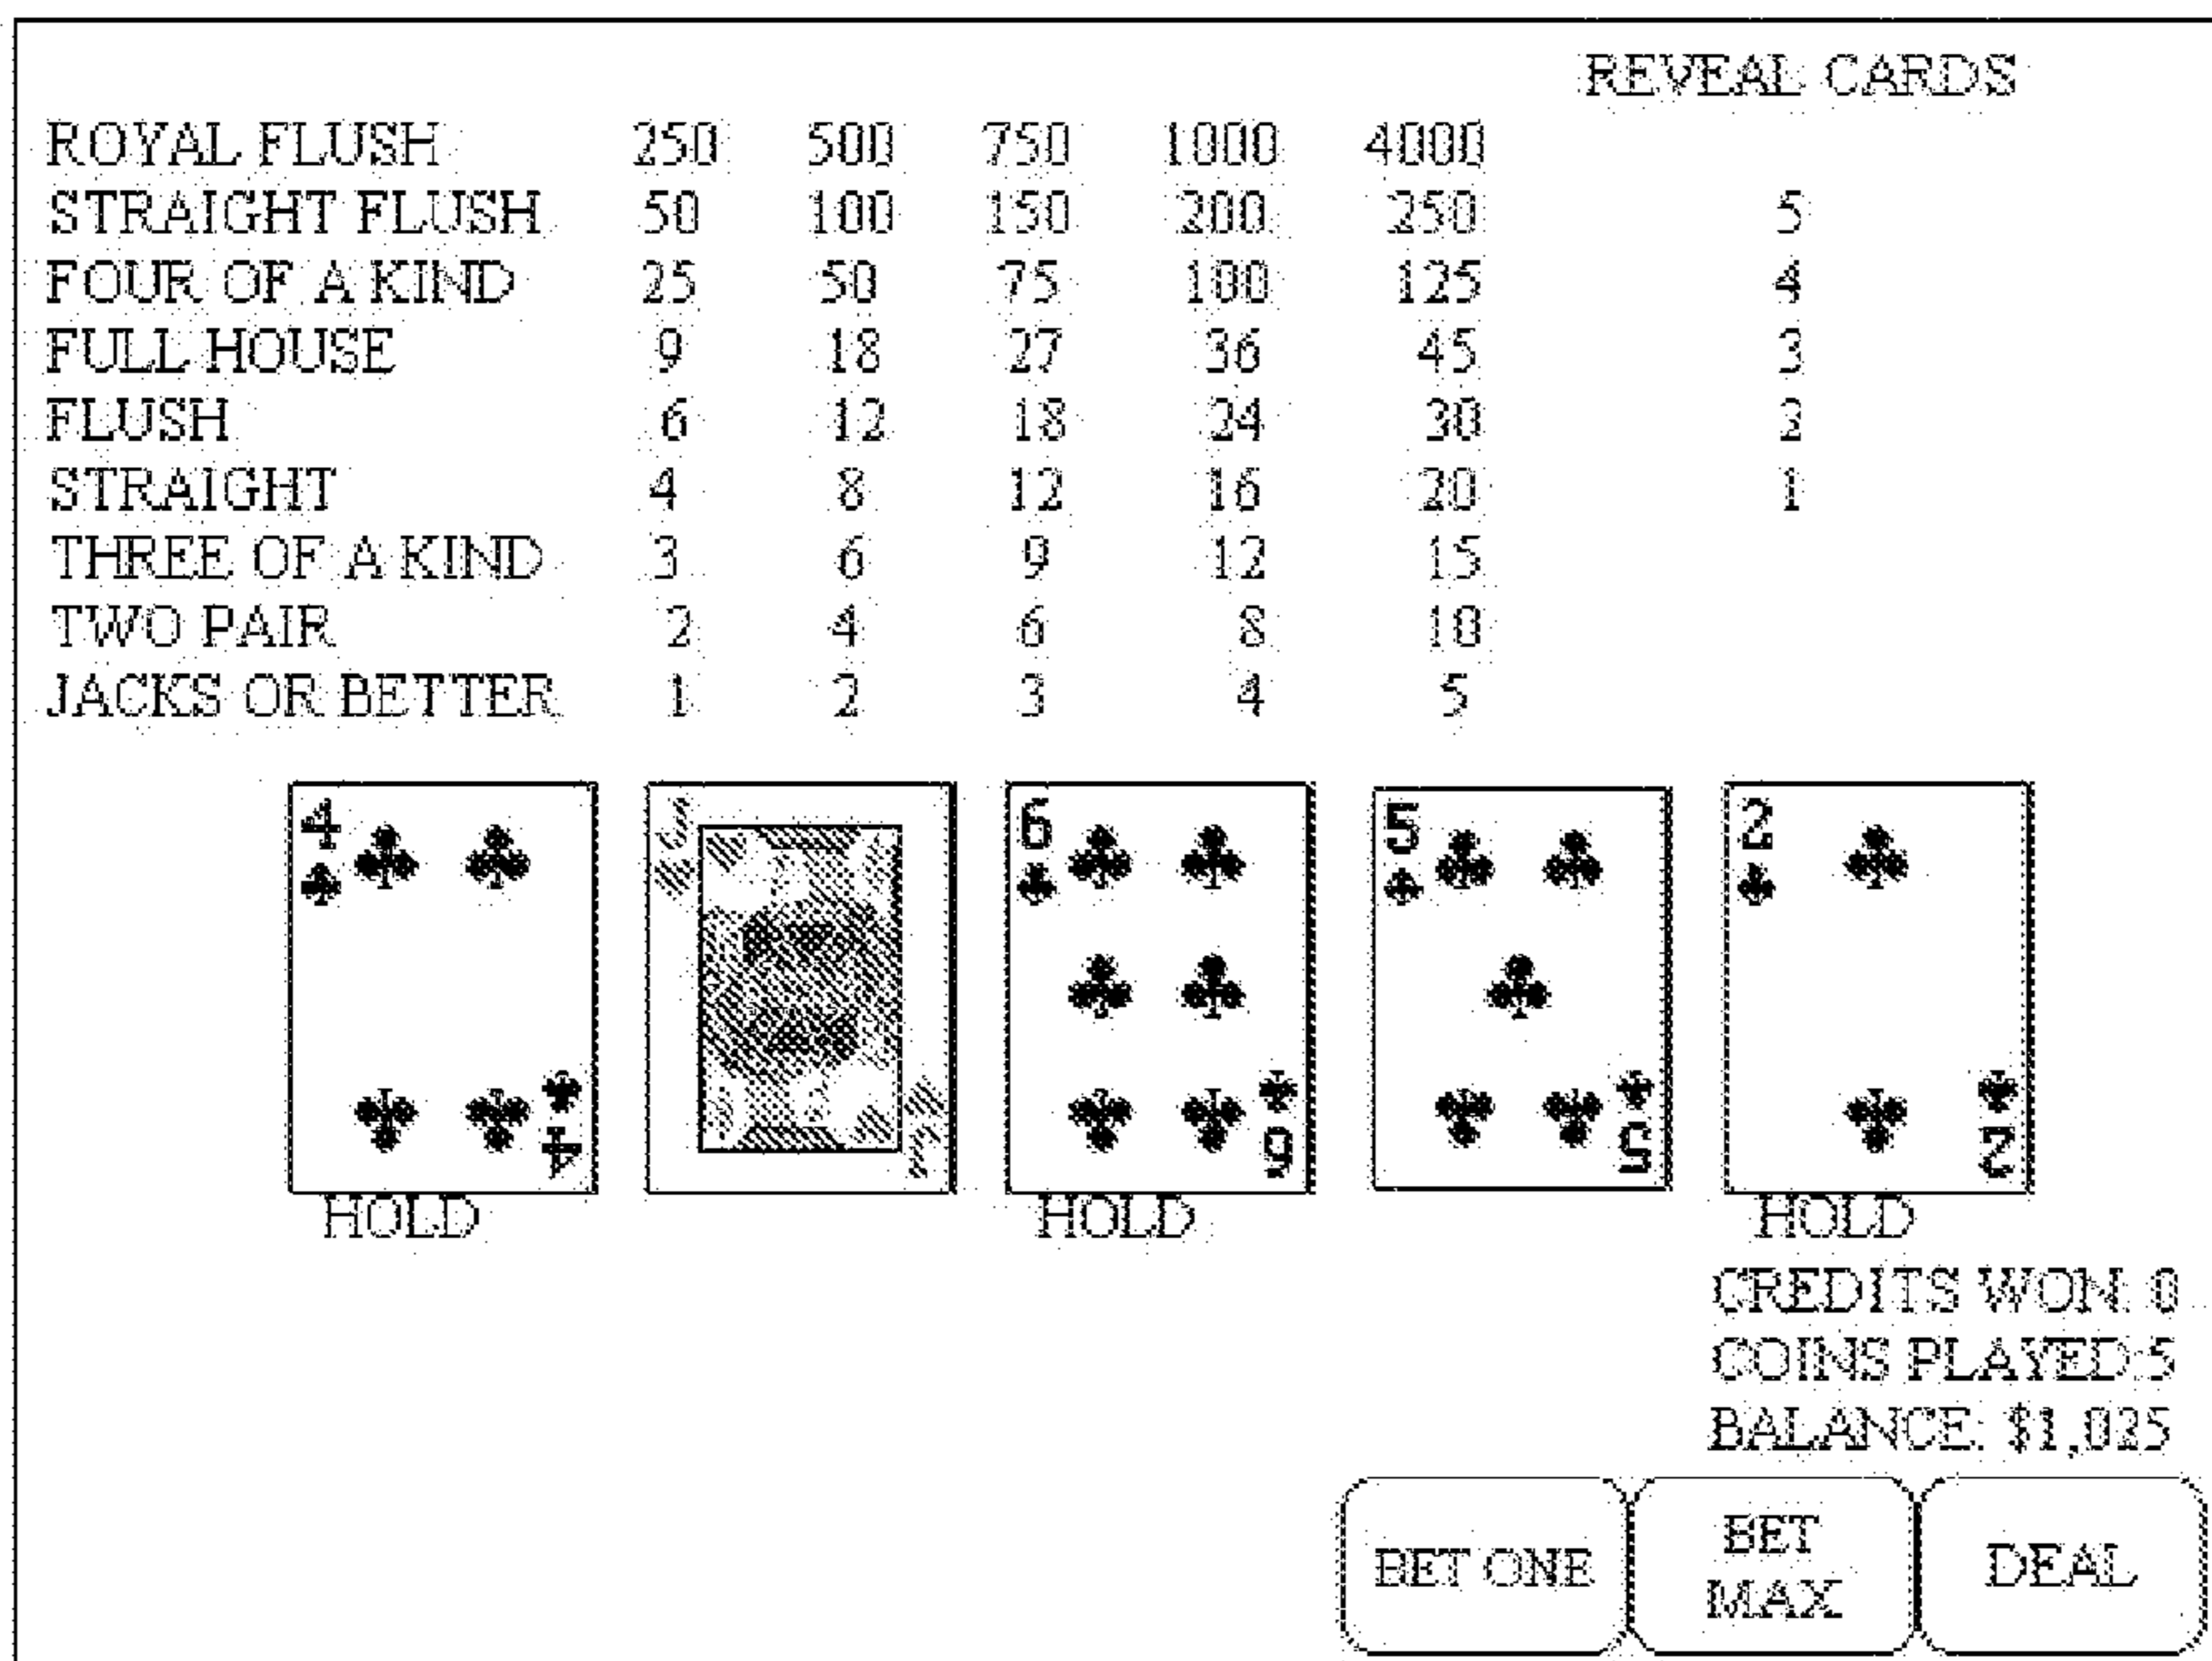 REVEAL CARDS
ROYAL FLUSH 250 500 750 1000 4000
STRAIGHT FLUSH 50 100 150 200 250 5
FOUR OF A KIND 25 50 75 100 125 4
FULL HOUSE 9 18 27 36 45 3
FLUSH 6 12 18 24 30 2
STRAIGHT 4 8 12 16 20 1
THREE OF A KIND 3 6 9 12 15
TWO PAIR 2 4 6 8 10
JACKS OR BETTER 1 2 3 4 5
4 J 6 5 2
4 J 6 5 2
HOLD HOLD HOLD
CREDITS WON: 0
COINS PLAYED:5
BALANCE: $1,025
BET ONE
BET
MAX
DEAL